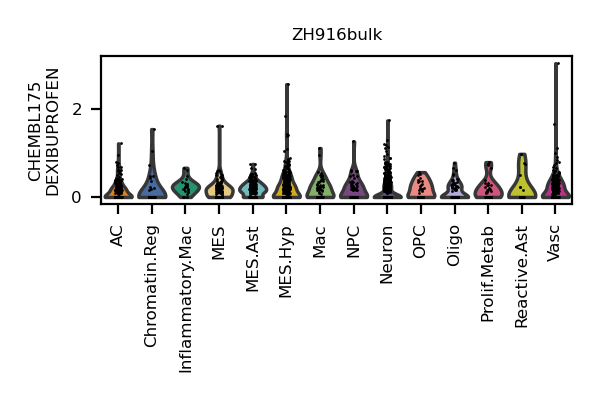 ZH916bulk
CHEMBL175
DEXIBUPROFEN
2
0
AC
Chromatin.Reg
Inflammatory.Mac
MES
MES.Ast
MES.Hyp
Mac
NPC
Neuron
OPC
Oligo
Prolif.Metab
Reactive.Ast
Vasc